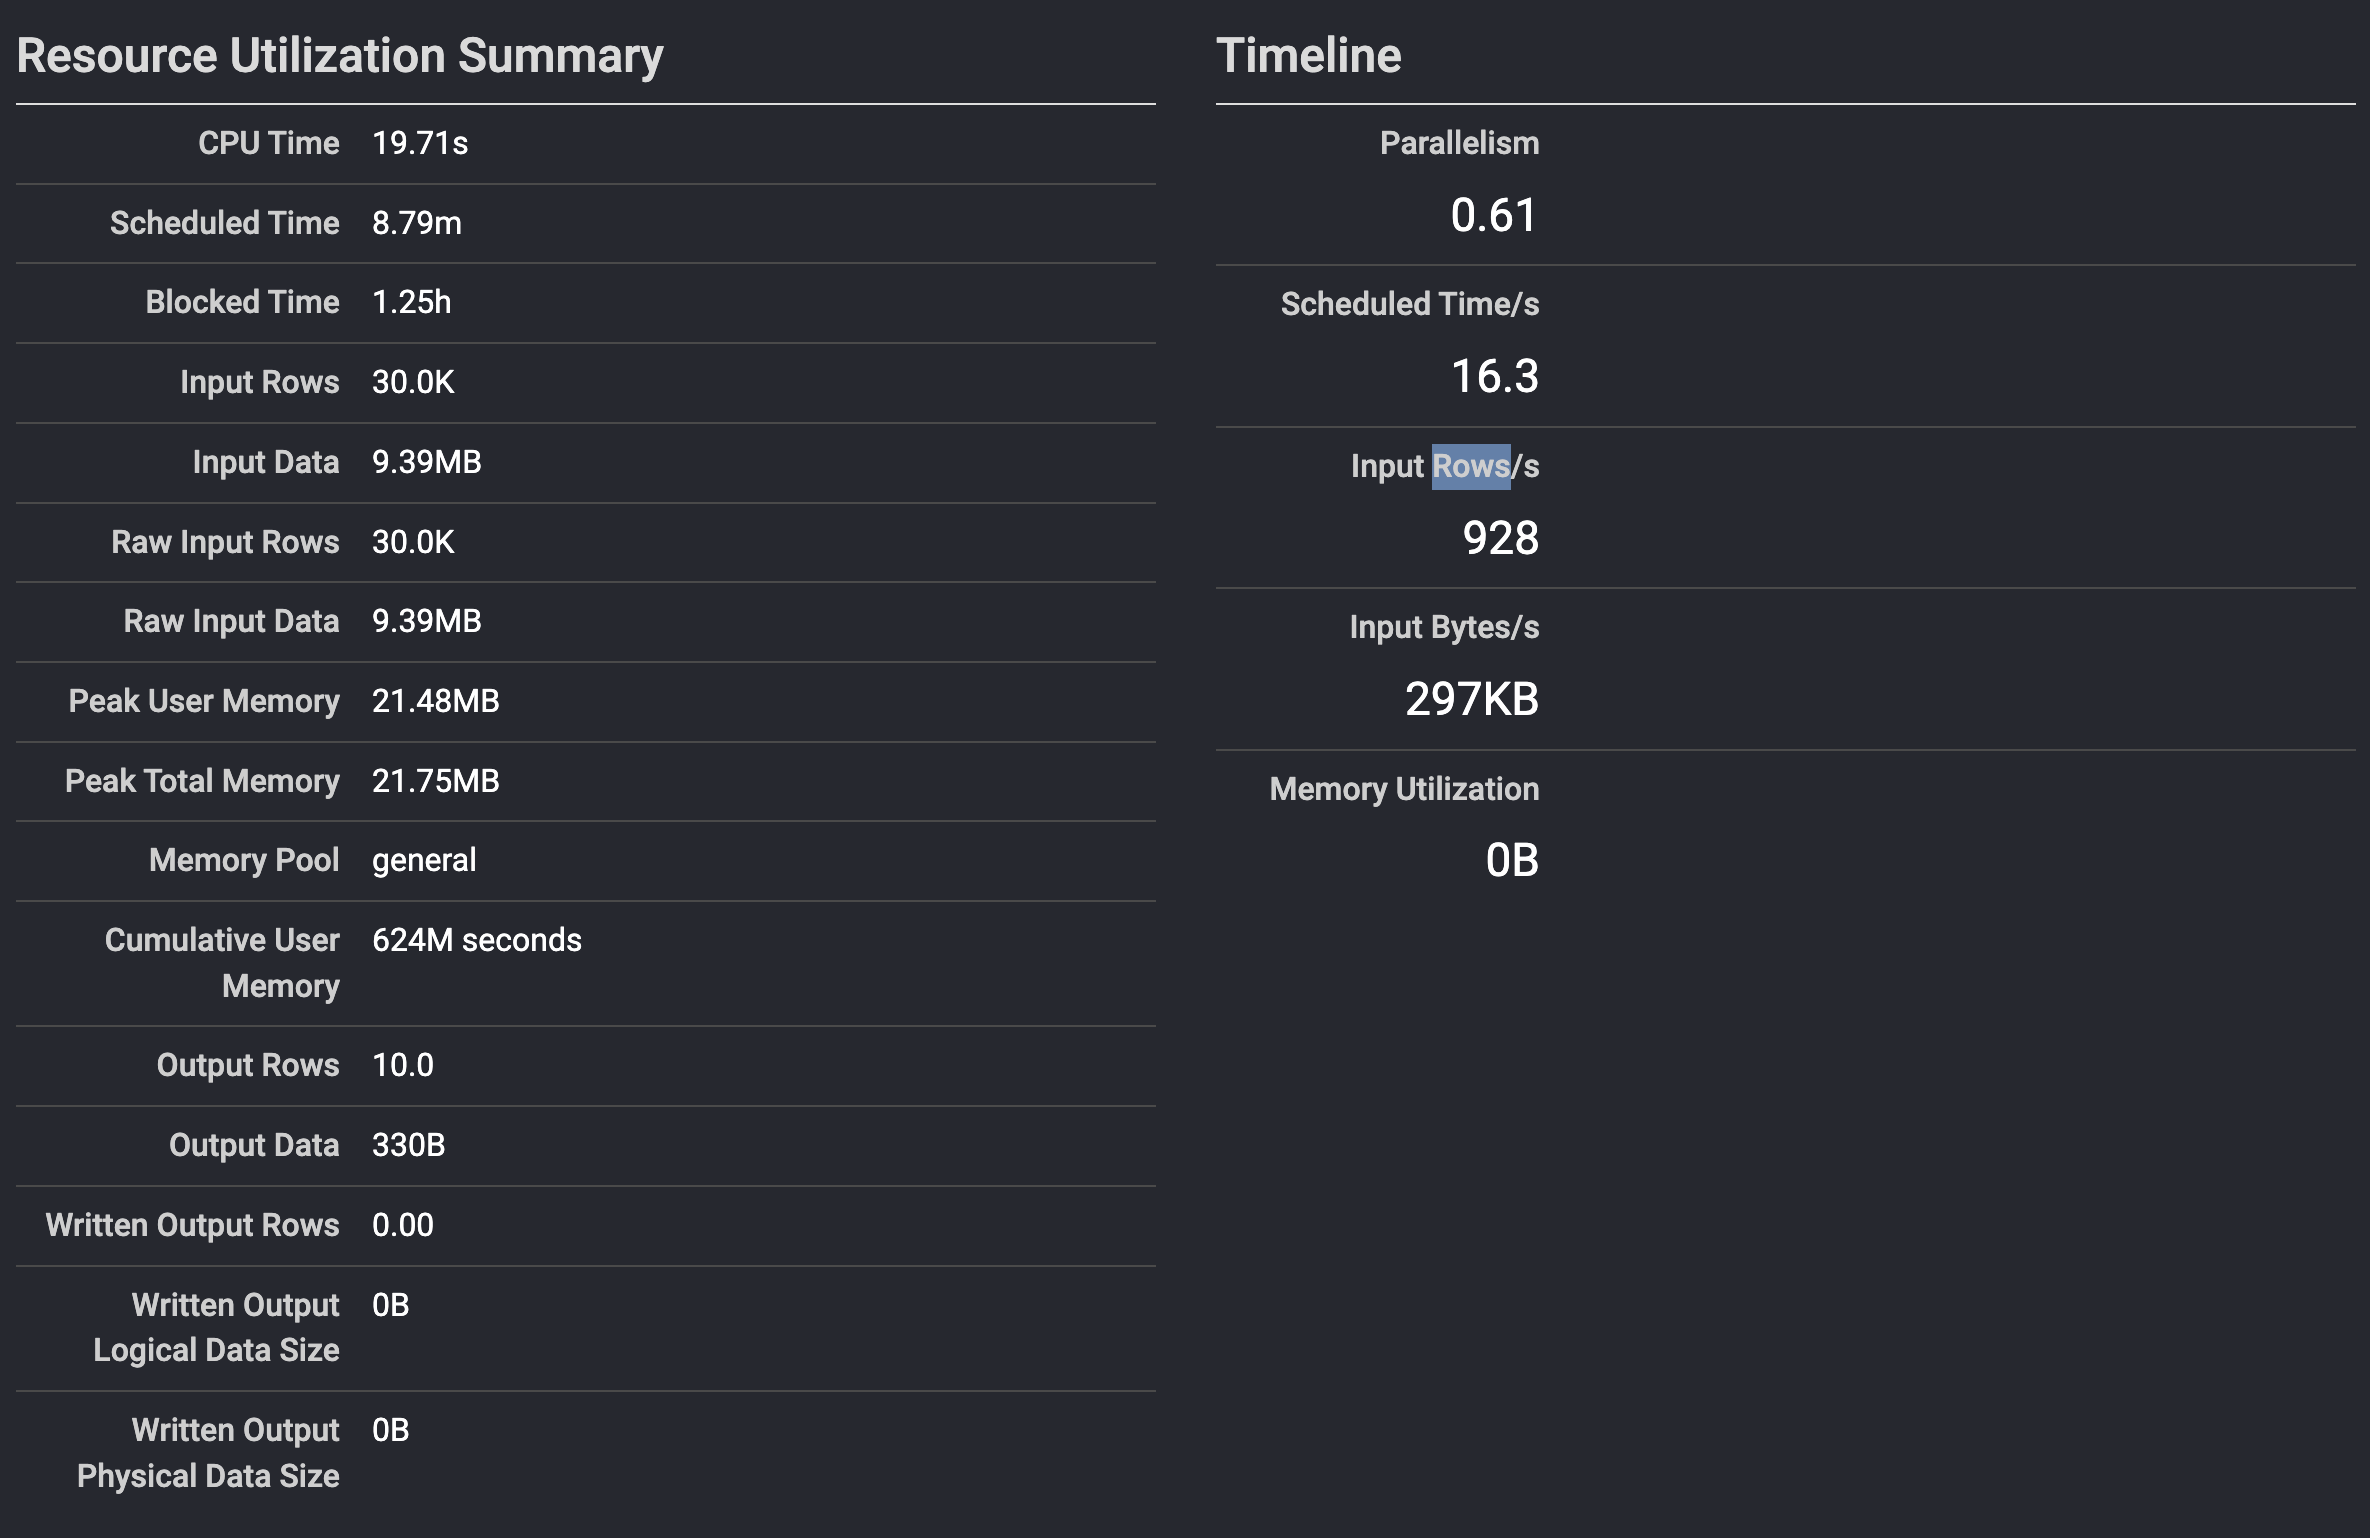 Resource Utilization Summary
CPU Time 19.71s
Scheduled Time 8.79m
Blocked Time 1.25h
Input Rows 30.0K
Input Data 9.39MB
Raw Input Rows 30.0K
Raw Input Data 9.39MB
Peak User Memory 21.48MB
Peak Total Memory 21.75MB
Memory Pool general
Cumulative User 624M seconds
Memory
Output Rows 10.0
Output Data 330B
Written Output Rows 0.00
Written Output 0B
Logical Data Size
Written Output 0B
Physical Data Size
Timeline
Parallelism
0.61
Scheduled Time/s
16.3
Input Rows/s
928
Input Bytes/s
297KB
Memory Utilization
0B